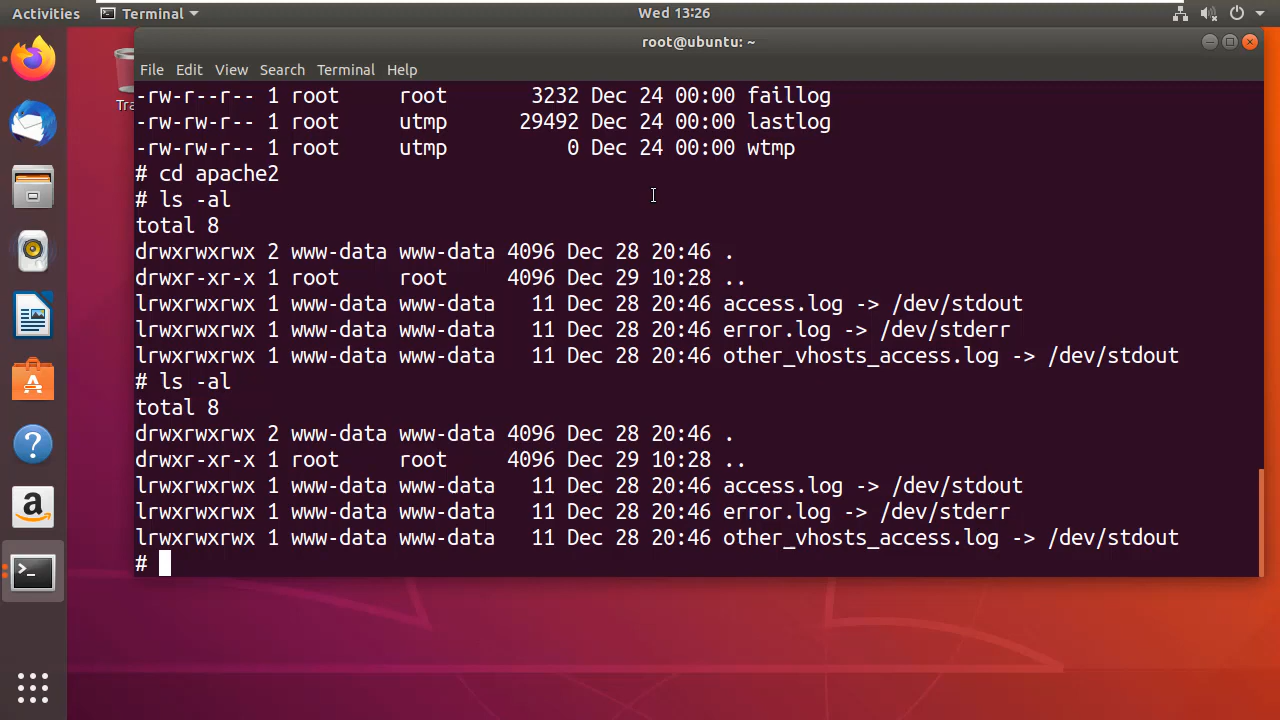 Activities Terminal Wed 13:26
root@ubuntu: ~
File Edit View Search Terminal Help
-rw-r--r-- 1 root     root       3232 Dec 24 00:00 faillog
-rw-rw-r-- 1 root     utmp      29492 Dec 24 00:00 lastlog
-rw-rw-r-- 1 root     utmp          0 Dec 24 00:00 wtmp
# cd apache2
# ls -al
total 8
drwxrwxrwx 2 www-data www-data 4096 Dec 28 20:46 .
drwxr-xr-x 1 root     root     4096 Dec 29 10:28 ..
lrwxrwxrwx 1 www-data www-data   11 Dec 28 20:46 access.log -> /dev/stdout
lrwxrwxrwx 1 www-data www-data   11 Dec 28 20:46 error.log -> /dev/stderr
lrwxrwxrwx 1 www-data www-data   11 Dec 28 20:46 other_vhosts_access.log -> /dev/stdout
# ls -al
total 8
drwxrwxrwx 2 www-data www-data 4096 Dec 28 20:46 .
drwxr-xr-x 1 root     root     4096 Dec 29 10:28 ..
lrwxrwxrwx 1 www-data www-data   11 Dec 28 20:46 access.log -> /dev/stdout
lrwxrwxrwx 1 www-data www-data   11 Dec 28 20:46 error.log -> /dev/stderr
lrwxrwxrwx 1 www-data www-data   11 Dec 28 20:46 other_vhosts_access.log -> /dev/stdout
#
Tra